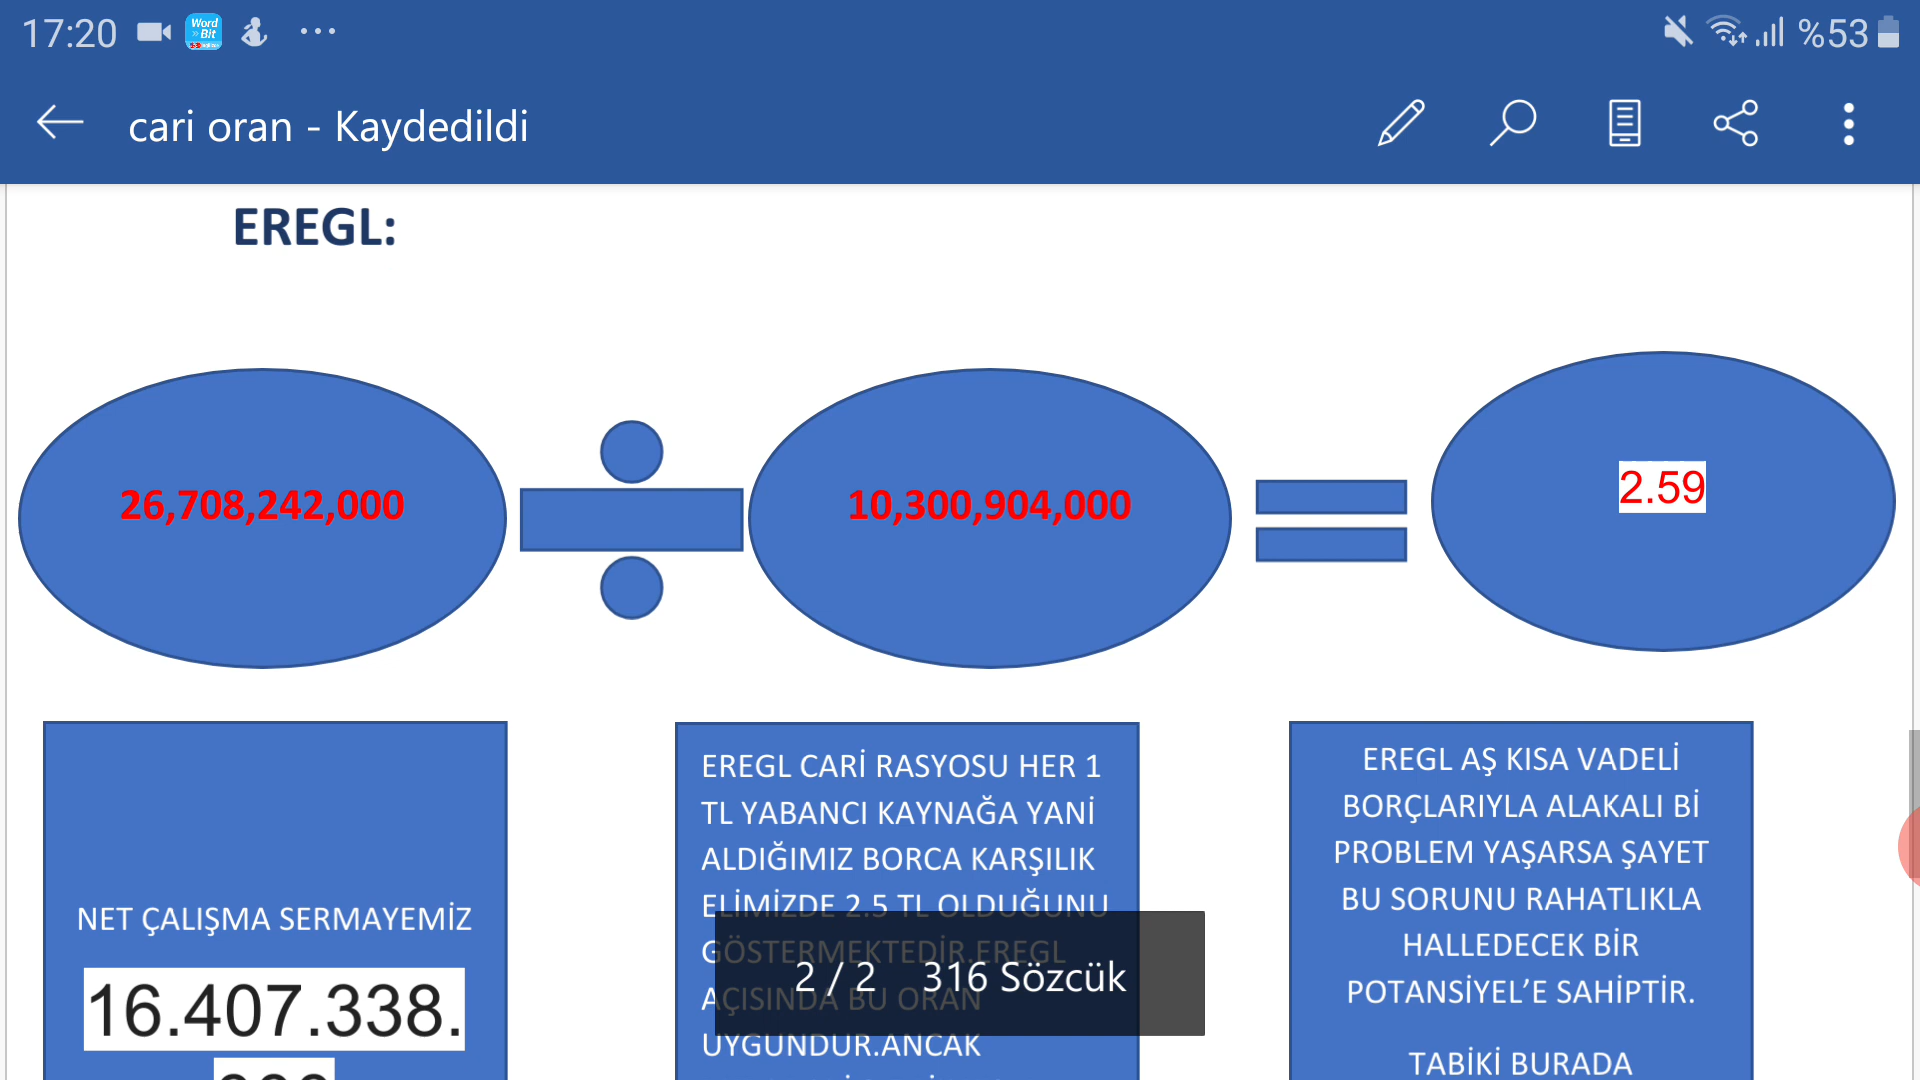 17:20
Word
Bit
%53
cari oran - Kaydedildi
EREGL:
26,708,242,000
10,300,904,000
2.59
NET ÇALIŞMA SERMAYEMİZ
16.407.338.
EREGL CARİ RASYOSU HER 1
TL YABANCI KAYNAĞA YANİ
ALDIĞIMIZ BORCA KARŞILIK
ELİMİZDE 2.5 TL OLDUĞUNU
GÖSTERMEKTEDİR.EREGL
AÇISINDA BU ORAN
UYGUNDUR.ANCAK
2 / 2 316 Sözcük
EREGL AŞ KISA VADELİ
BORÇLARIYLA ALAKALI Bİ
PROBLEM YAŞARSA ŞAYET
BU SORUNU RAHATLIKLA
HALLEDECEK BİR
POTANSİYEL’E SAHİPTİR.
TABİKİ BURADA